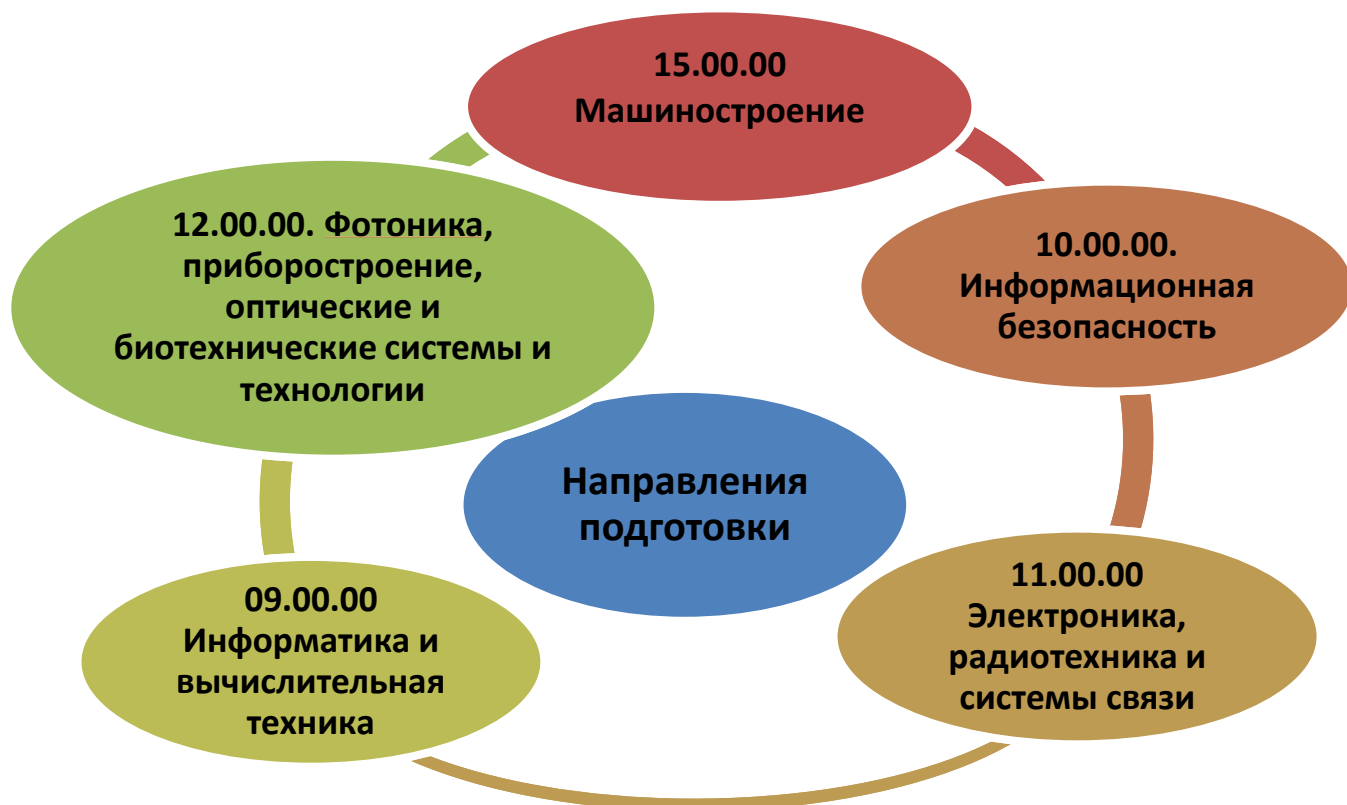 15.00.00
Машиностроение
12.00.00. Фотоника,
приборостроение,
оптические и
биотехнические системы и
технологии
10.00.00.
Информационная
безопасность
Направления
подготовки
09.00.00
Информатика и
вычислительная
техника
11.00.00
Электроника,
радиотехника и
системы связи